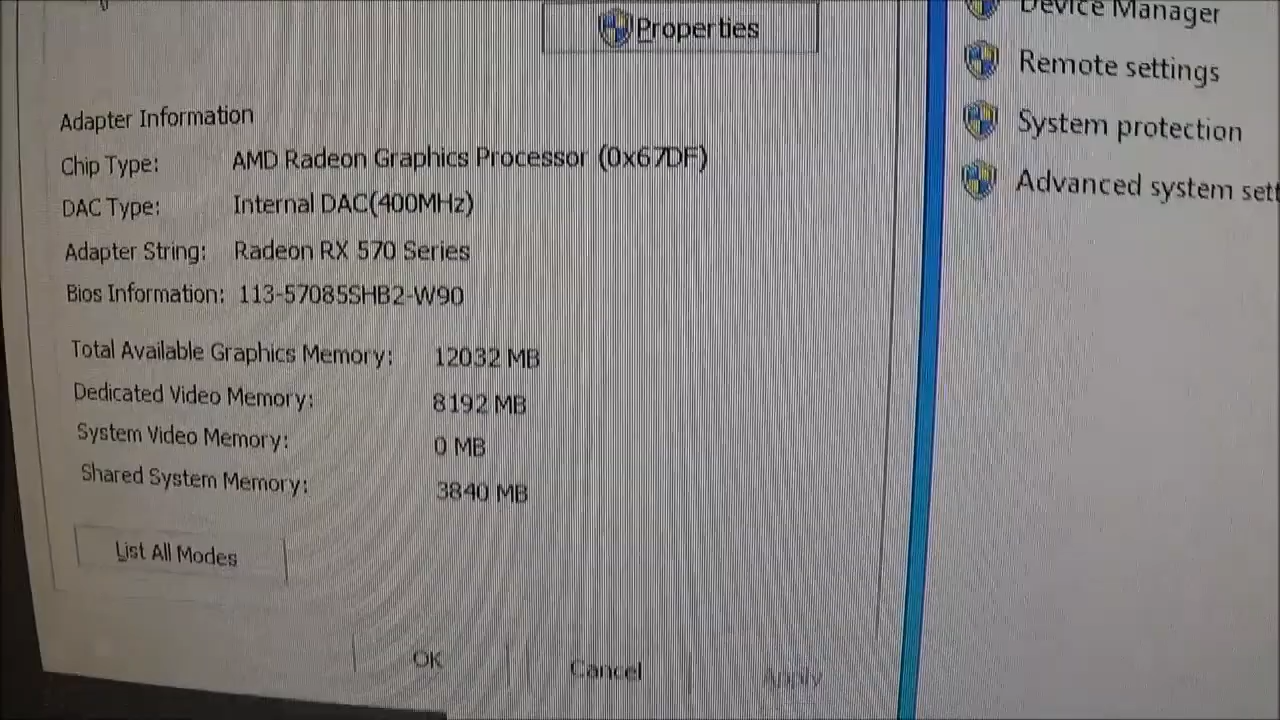 Properties
Adapter Information
Chip Type: AMD Radeon Graphics Processor (0x67DF)
DAC Type: Internal DAC(400MHz)
Adapter String: Radeon RX 570 Series
Bios Information: 113-57085SHB2-W90
Total Available Graphics Memory: 12032 MB
Dedicated Video Memory: 8192 MB
System Video Memory: 0 MB
Shared System Memory: 3840 MB
List All Modes
OK
Cancel
Apply
Device Manager
Remote settings
System protection
Advanced system sett